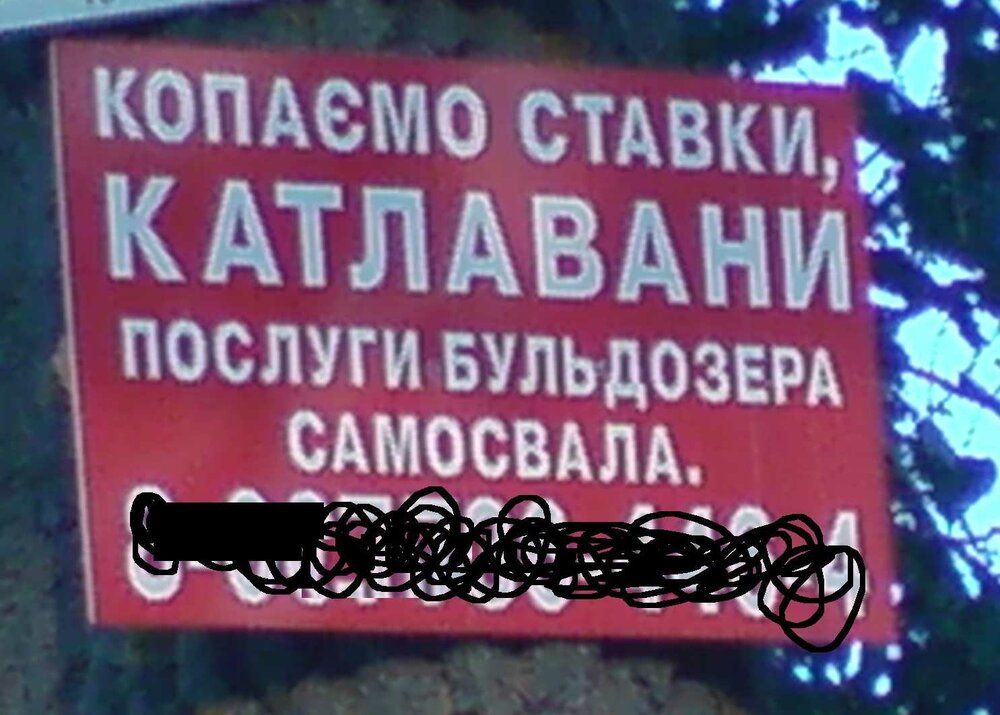 КОПАЄМО СТАВКИ,
КАТЛАВАНИ
ПОСЛУГИ БУЛЬДОЗЕРА
САМОСВАЛА.